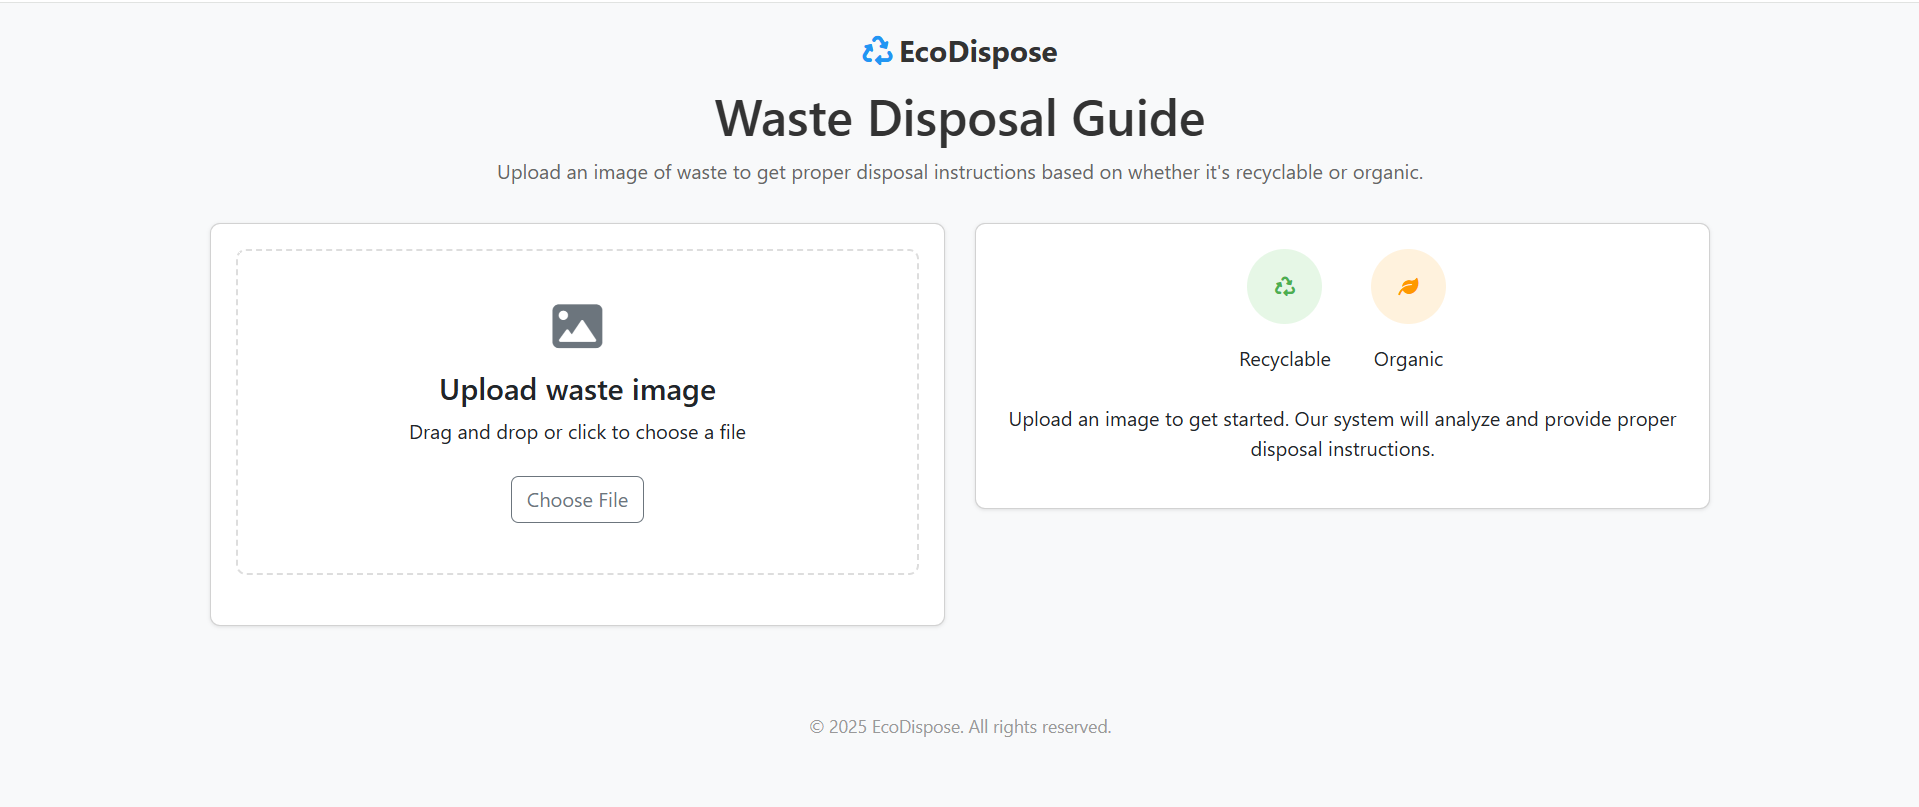 EcoDispose
Waste Disposal Guide
Upload an image of waste to get proper disposal instructions based on whether it's recyclable or organic.
Upload waste image
Drag and drop or click to choose a file
Choose File
Recyclable
Organic
Upload an image to get started. Our system will analyze and provide proper
disposal instructions.
© 2025 EcoDispose. All rights reserved.